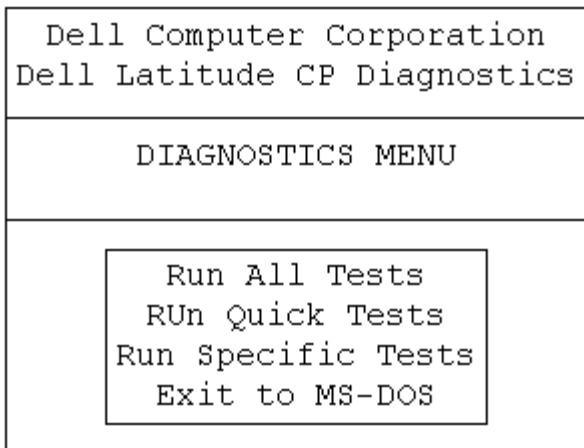 Dell Computer Corporation
Dell Latitude CP Diagnostics
DIAGNOSTICS MENU
Run All Tests
RUn Quick Tests
Run Specific Tests
Exit to MS-DOS